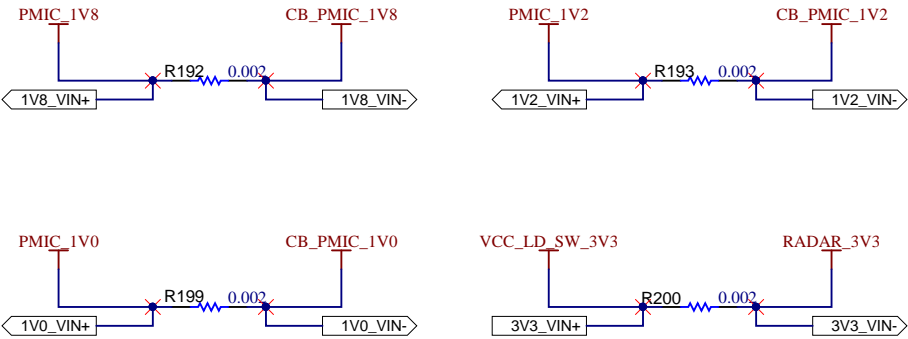 PMIC_1V8 CB_PMIC_1V8 PMIC_1V2 CB_PMIC_1V2
R192 0.002 R193 0.002
1V8_VIN+ 1V8_VIN- 1V2_VIN+ 1V2_VIN-
PMIC_1V0 CB_PMIC_1V0 VCC_LD_SW_3V3 RADAR_3V3
R199 0.002 R200 0.002
1V0_VIN+ 1V0_VIN- 3V3_VIN+ 3V3_VIN-